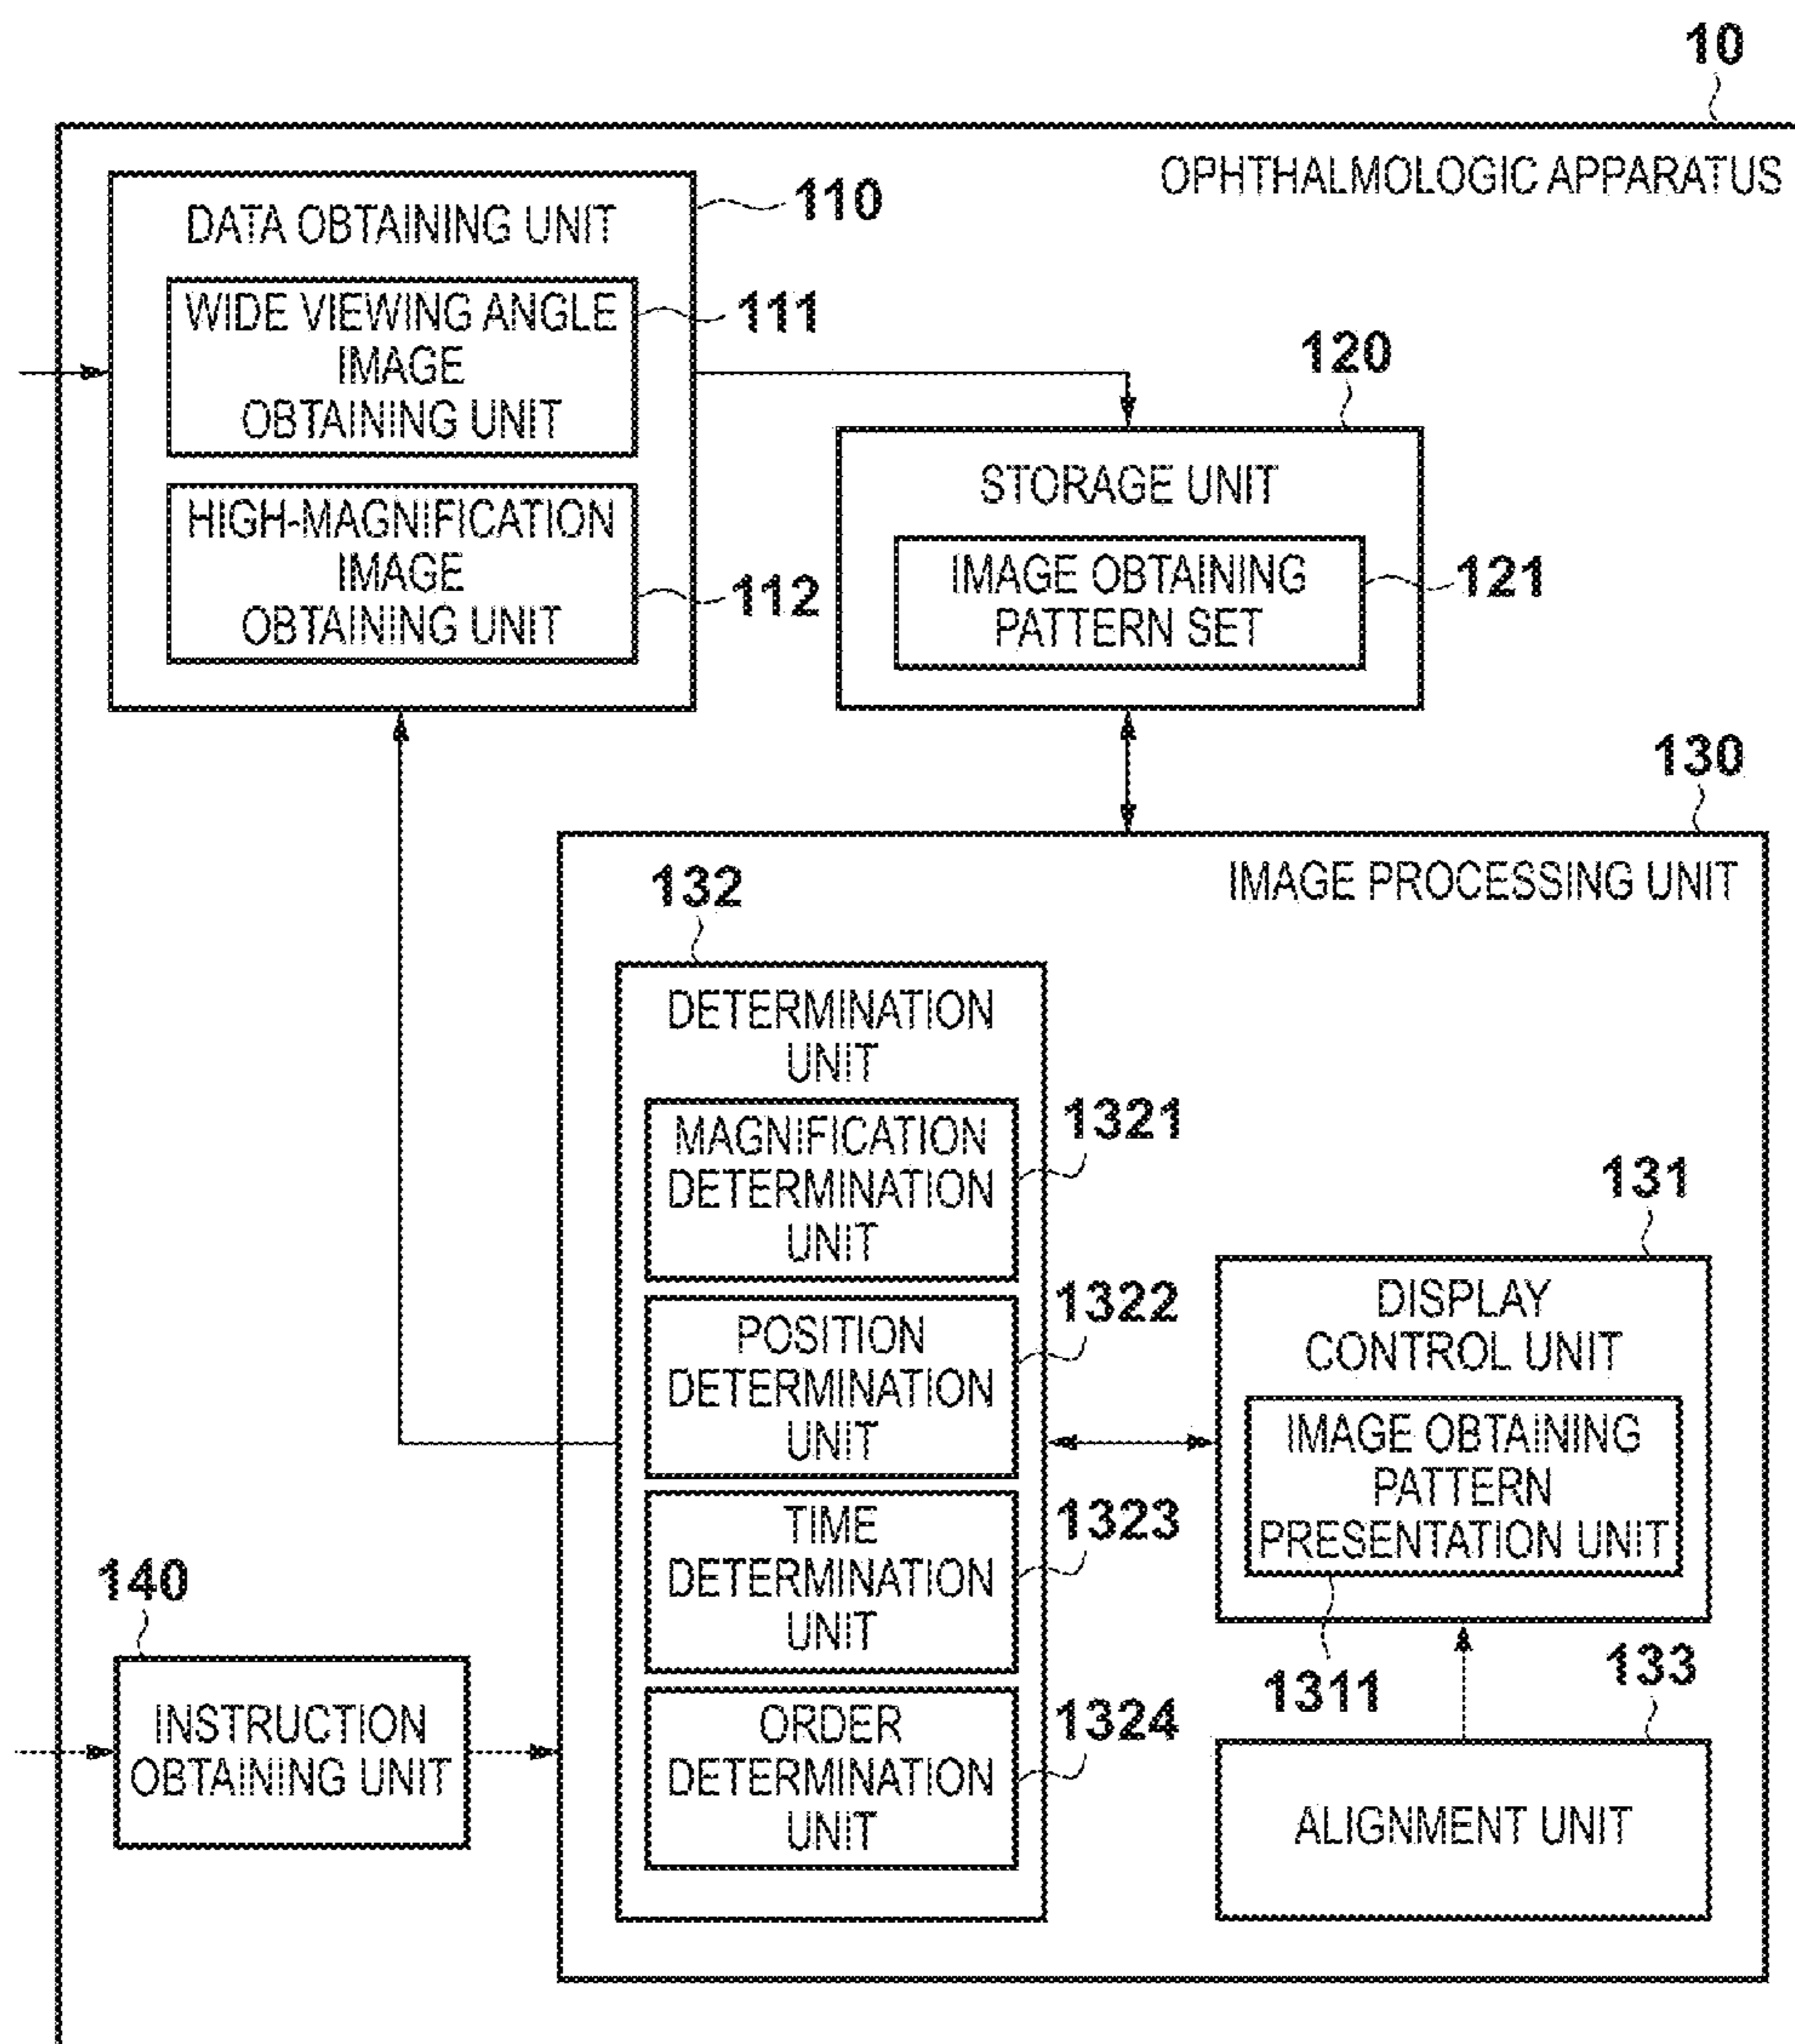 10
OPHTHALMOLOGIC APPARATUS
110
DATA OBTAINING UNIT
WIDE VIEWING ANGLE
IMAGE
OBTAINING UNIT
111
HIGH-MAGNIFICATION
IMAGE
OBTAINING UNIT
112
120
STORAGE UNIT
IMAGE OBTAINING
PATTERN SET
121
130
IMAGE PROCESSING UNIT
132
DETERMINATION
UNIT
MAGNIFICATION
DETERMINATION
UNIT
1321
POSITION
DETERMINATION
UNIT
1322
TIME
DETERMINATION
UNIT
1323
ORDER
DETERMINATION
UNIT
1324
131
DISPLAY
CONTROL UNIT
IMAGE OBTAINING
PATTERN
PRESENTATION UNIT
1311
133
ALIGNMENT UNIT
140
INSTRUCTION
OBTAINING UNIT